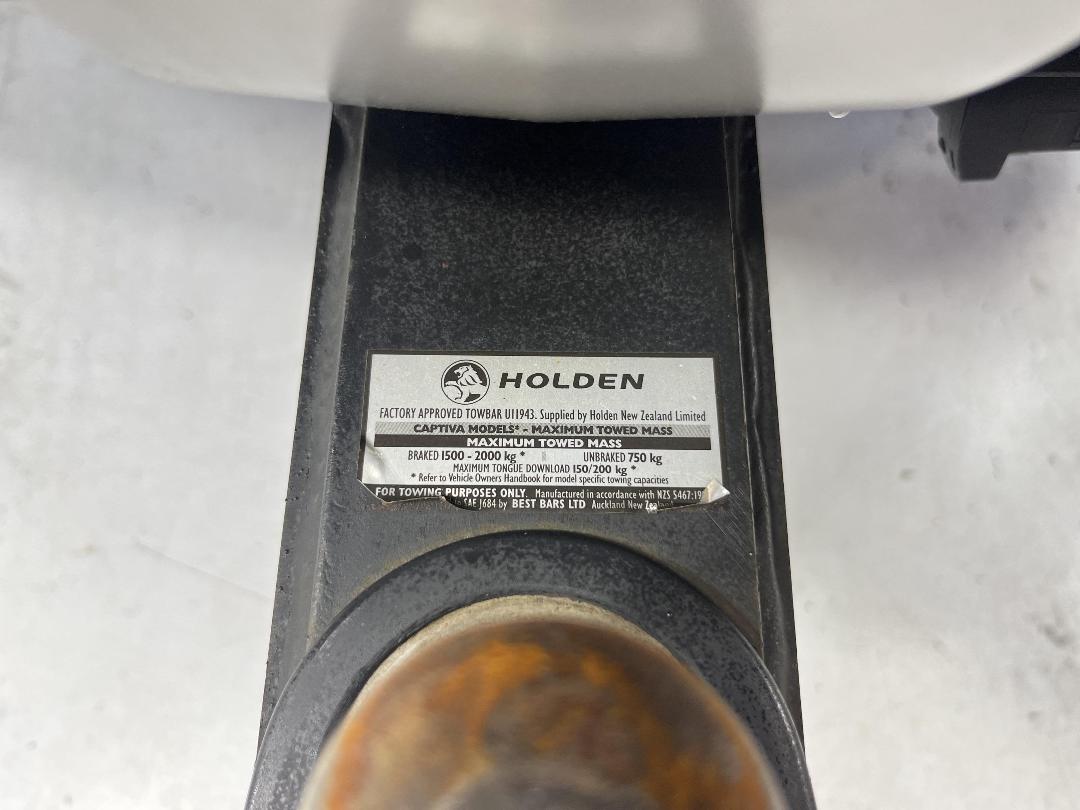 HOLDEN
FACTORY APPROVED TOWBAR U11943. Supplied by Holden New Zealand Limited
CAPTIVA MODELS* - MAXIMUM TOWED MASS
MAXIMUM TOWED MASS
BRAKED 1500 - 2000 kg * UNBRAKED 750 kg
MAXIMUM TONGUE DOWNLOAD 150/200 kg *
* Refer to Vehicle Owners Handbook for model specific towing capacities
FOR TOWING PURPOSES ONLY. Manufactured in accordance with NZS 5467:19
SAE J684 by BEST BARS LTD Auckland New